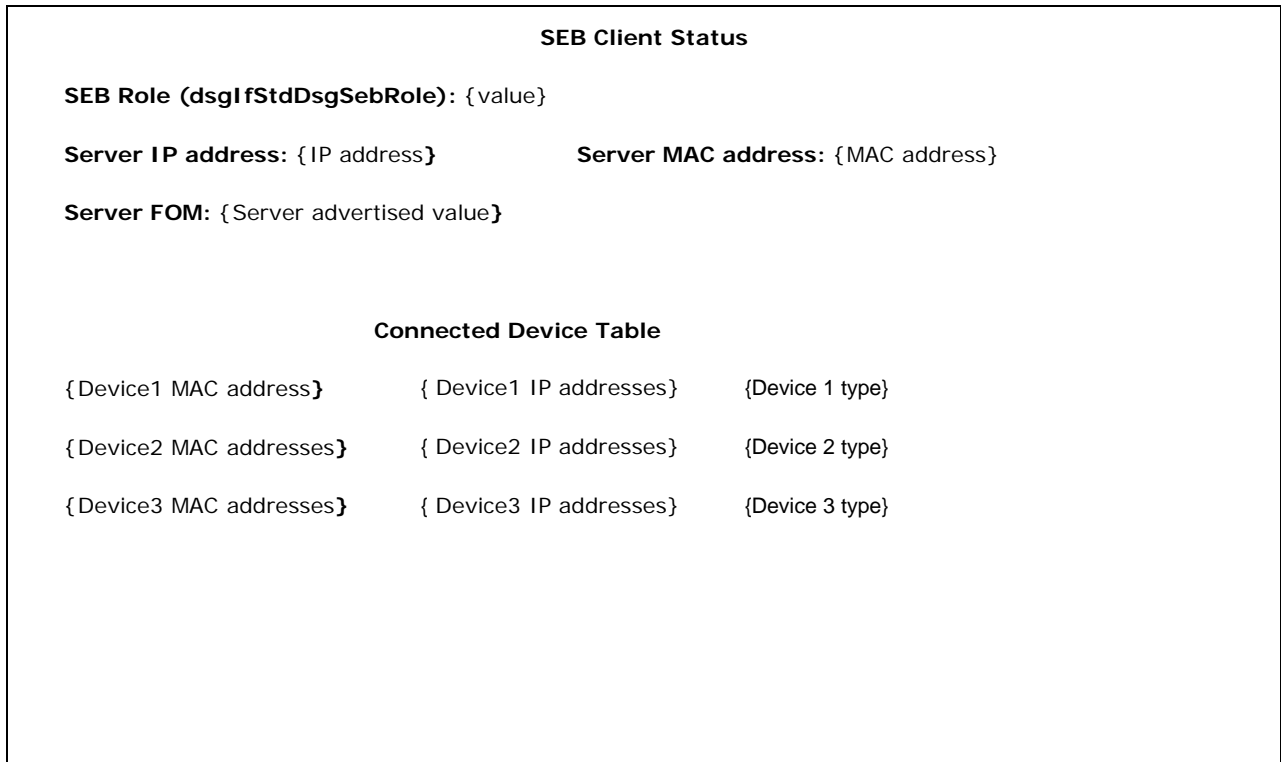 SEB Client Status
SEB Role (dsgIfStdDsgSebRole): {value}
Server IP address: {IP address} Server MAC address: {MAC address}
Server FOM: {Server advertised value}
Connected Device Table
{Device1 MAC address} { Device1 IP addresses} {Device 1 type}
{Device2 MAC addresses} { Device2 IP addresses} {Device 2 type}
{Device3 MAC addresses} { Device3 IP addresses} {Device 3 type}